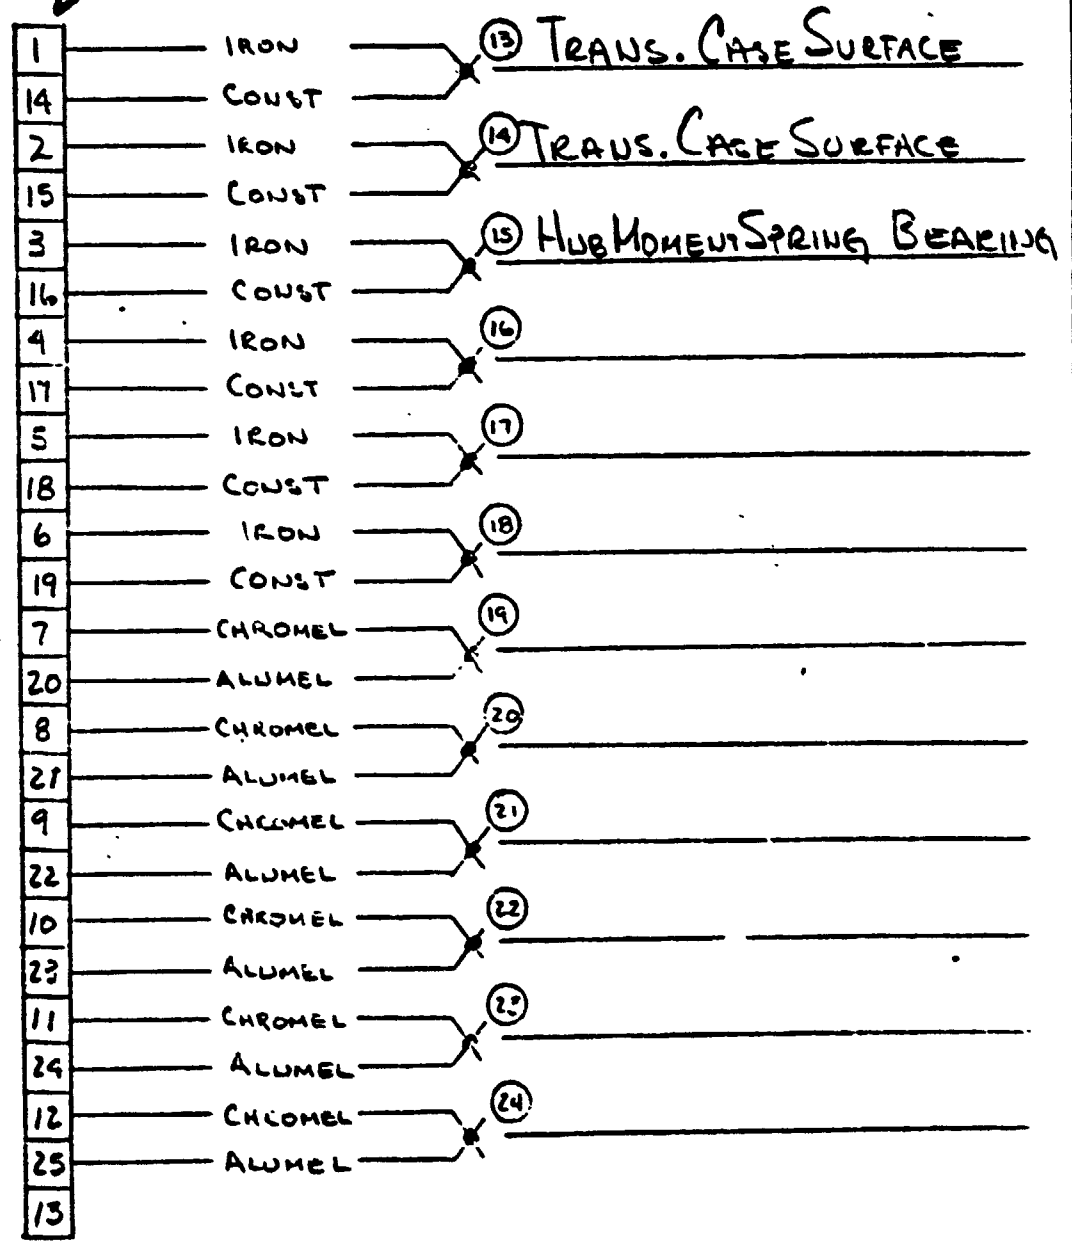 1 IRON 13 TRANS. CASE SURFACE
14 CONST
2 IRON 14 TRANS. CASE SURFACE
15 CONST
3 IRON 15 HUB MOMENT SPRING BEARING
16 CONST
4 IRON 16
17 CONST
5 IRON 17
18 CONST
6 IRON 18
19 CONST
7 CHROMEL 19
20 ALUMEL
8 CHROMEL 20
21 ALUMEL
9 CHROMEL 21
22 ALUMEL
10 CHROMEL 22
23 ALUMEL
11 CHROMEL 23
24 ALUMEL
12 CHROMEL 24
25 ALUMEL
13